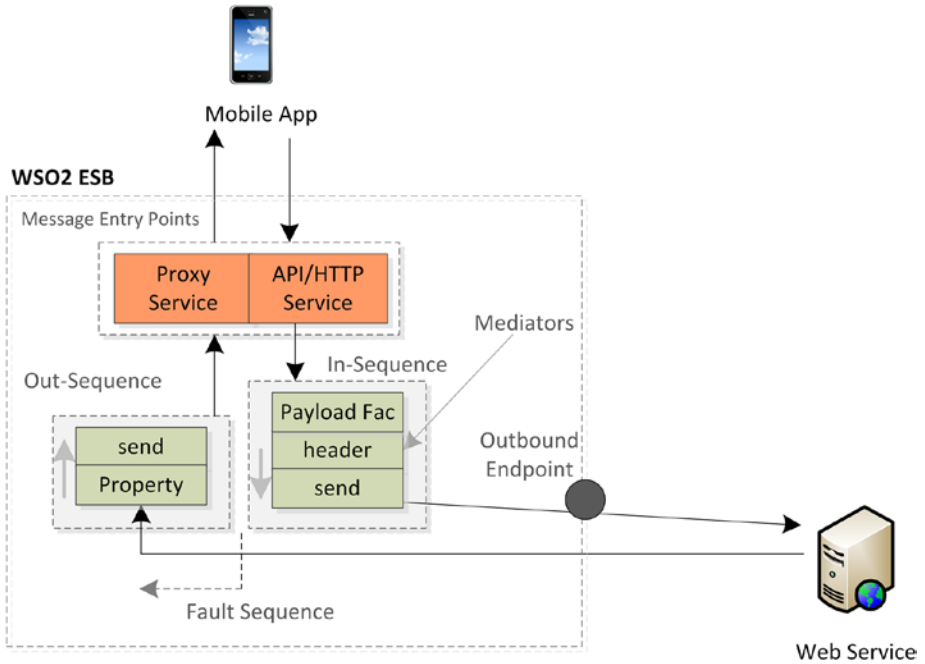 Mobile App
WSO2 ESB
Message Entry Points
Proxy
Service
API/HTTP
Service
Mediators
In-Sequence
Out-Sequence
Payload Fac
header
send
send
Property
Outbound
Endpoint
Fault Sequence
Web Service